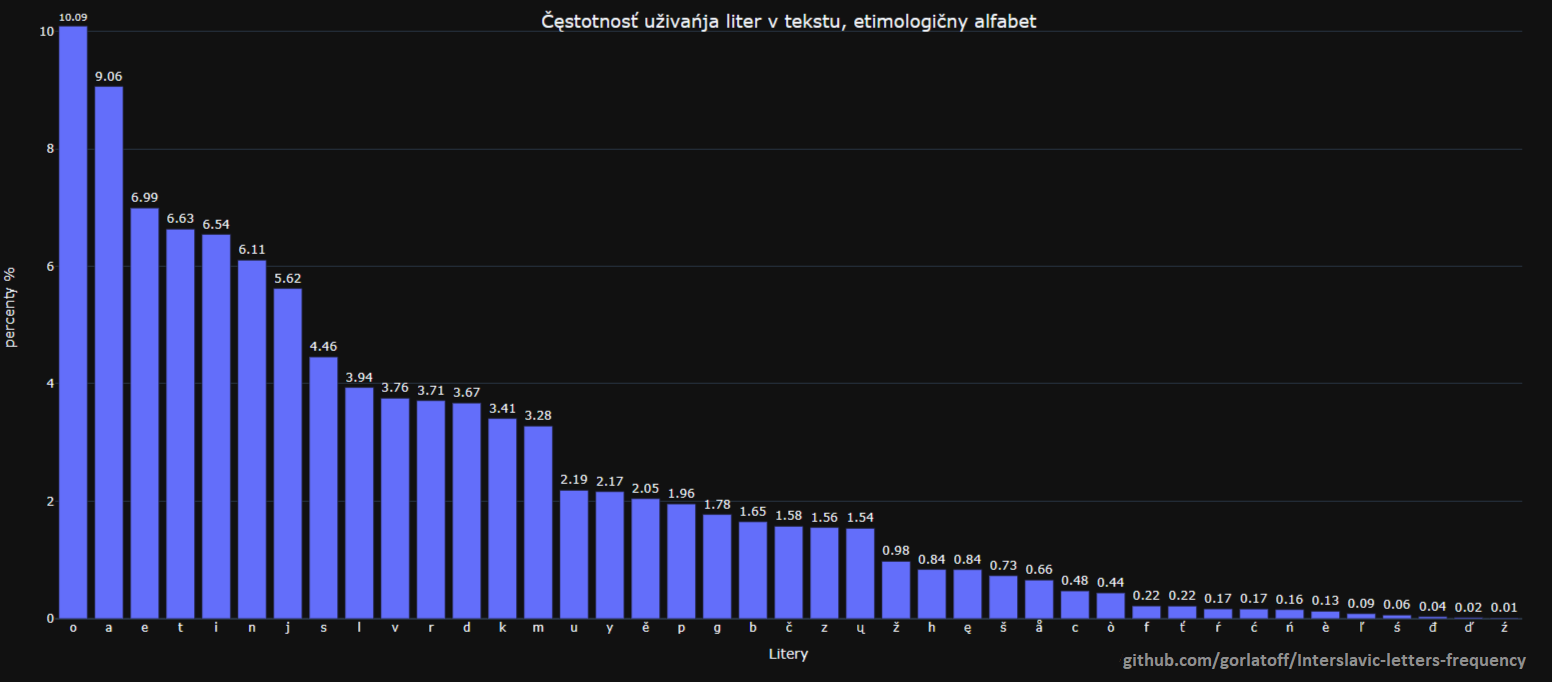 Čęstotnosť uživańja liter v tekstu, etimologičny alfabet
percenty %
10
8
6
4
2
0
10.09 9.06 6.99 6.63 6.54 6.11 5.62 4.46 3.94 3.76 3.71 3.67 3.41 3.28 2.19 2.17 2.05 1.96 1.78 1.65 1.58 1.56 1.54 0.98 0.84 0.84 0.73 0.66 0.48 0.44 0.22 0.22 0.17 0.17 0.16 0.13 0.09 0.06 0.04 0.02 0.01
o a e t i n j s l v r d k m u y ě p g b č z ų ž h ę š å c ò f ť ŕ ć ń è ľ ś đ ď ź
Litery
github.com/gorlatoff/Interslavic-letters-frequency